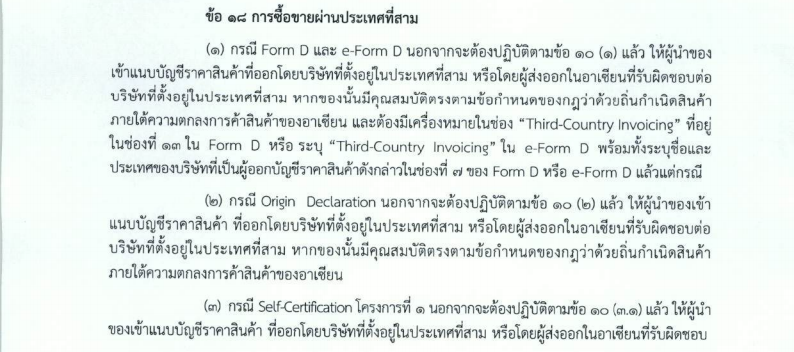 ข้อ ๑๘ การซื้อขายผ่านประเทศที่สาม
(๑) กรณี Form D และ e-Form D นอกจากจะต้องปฏิบัติตามข้อ ๑๐ (๑) แล้ว ให้ผู้นำของ
เข้าแนบบัญชีราคาสินค้าที่ออกโดยบริษัทที่ตั้งอยู่ในประเทศที่สาม หรือโดยผู้ส่งออกในอาเซียนที่รับผิดชอบต่อ
บริษัทที่ตั้งอยู่ในประเทศที่สาม หากของนั้นมีคุณสมบัติตรงตามข้อกำหนดของกฎว่าด้วยถิ่นกำเนิดสินค้า
ภายใต้ความตกลงการค้าสินค้าของอาเซียน และต้องมีเครื่องหมายในช่อง “Third-Country Invoicing” ที่อยู่
ในช่องที่ ๑๓ ใน Form D หรือ ระบุ “Third-Country Invoicing” ใน e-Form D พร้อมทั้งระบุชื่อและ
ประเทศของบริษัทที่เป็นผู้ออกบัญชีราคาสินค้าดังกล่าวในช่องที่ ๗ ของ Form D หรือ e-Form D แล้วแต่กรณี
(๒) กรณี Origin Declaration นอกจากจะต้องปฏิบัติตามข้อ ๑๐ (๒) แล้ว ให้ผู้นำของเข้า
แนบบัญชีราคาสินค้า ที่ออกโดยบริษัทที่ตั้งอยู่ในประเทศที่สาม หรือโดยผู้ส่งออกในอาเซียนที่รับผิดชอบต่อ
บริษัทที่ตั้งอยู่ในประเทศที่สาม หากของนั้นมีคุณสมบัติตรงตามข้อกำหนดของกฎว่าด้วยถิ่นกำเนิดสินค้า
ภายใต้ความตกลงการค้าสินค้าของอาเซียน
(๓) กรณี Self-Certification โครงการที่ ๑ นอกจากจะต้องปฏิบัติตามข้อ ๑๐ (๓.๑) แล้ว ให้ผู้นำ
ของเข้าแนบบัญชีราคาสินค้า ที่ออกโดยบริษัทที่ตั้งอยู่ในประเทศที่สาม หรือโดยผู้ส่งออกในอาเซียนที่รับผิดชอบ